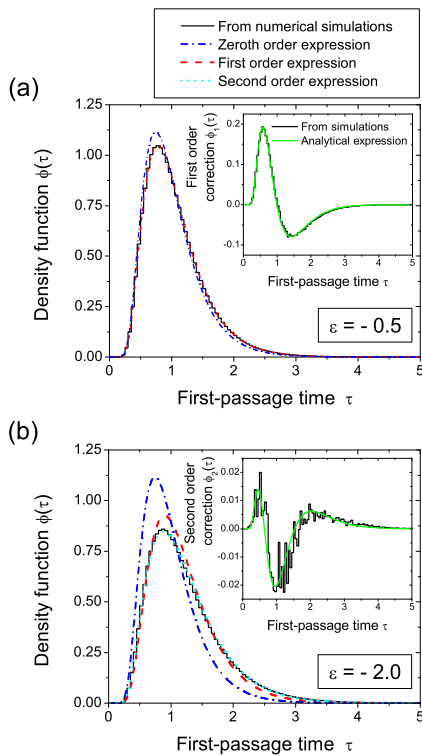 From numerical simulations
Zeroth order expression
First order expression
Second order expression
(a)
Density function ϕ(τ)
1.25
1.00
0.75
0.50
0.25
0.00
0 1 2 3 4 5
First-passage time τ
ε = - 0.5
First order
correction ϕ₁(τ)
0.2
0.1
0.0
-0.1
From simulations
Analytical expression
0 1 2 3 4 5
First-passage time τ
(b)
Density function ϕ(τ)
1.25
1.00
0.75
0.50
0.25
0.00
0 1 2 3 4 5
First-passage time τ
ε = - 2.0
Second order
correction ϕ₂(τ)
0.02
0.01
0.00
-0.01
-0.02
0 1 2 3 4 5
First-passage time τ